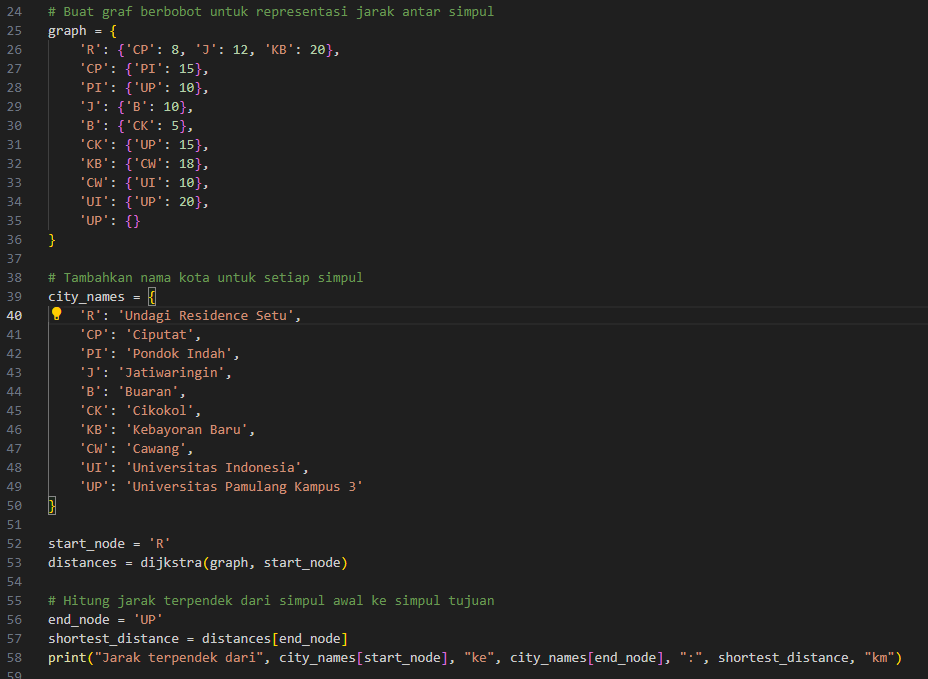 24 # Buat graf berbobot untuk representasi jarak antar simpul
25 graph = {
26     'R': {'CP': 8, 'J': 12, 'KB': 20},
27     'CP': {'PI': 15},
28     'PI': {'UP': 10},
29     'J': {'B': 10},
30     'B': {'CK': 5},
31     'CK': {'UP': 15},
32     'KB': {'CW': 18},
33     'CW': {'UI': 10},
34     'UI': {'UP': 20},
35     'UP': {}
36 }
37
38 # Tambahkan nama kota untuk setiap simpul
39 city_names = {
40     'R': 'Undagi Residence Setu',
41     'CP': 'Ciputat',
42     'PI': 'Pondok Indah',
43     'J': 'Jatiwaringin',
44     'B': 'Buaran',
45     'CK': 'Cikokol',
46     'KB': 'Kebayoran Baru',
47     'CW': 'Cawang',
48     'UI': 'Universitas Indonesia',
49     'UP': 'Universitas Pamulang Kampus 3'
50 }
51
52 start_node = 'R'
53 distances = dijkstra(graph, start_node)
54
55 # Hitung jarak terpendek dari simpul awal ke simpul tujuan
56 end_node = 'UP'
57 shortest_distance = distances[end_node]
58 print("Jarak terpendek dari", city_names[start_node], "ke", city_names[end_node], ":", shortest_distance, "km")
59